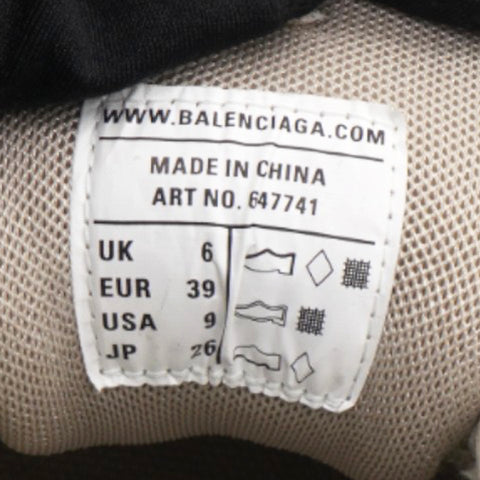 WWW.BALENCIAGA.COM
MADE IN CHINA
ART NO. 647741
UK 6
EUR 39
USA 9
JP 26